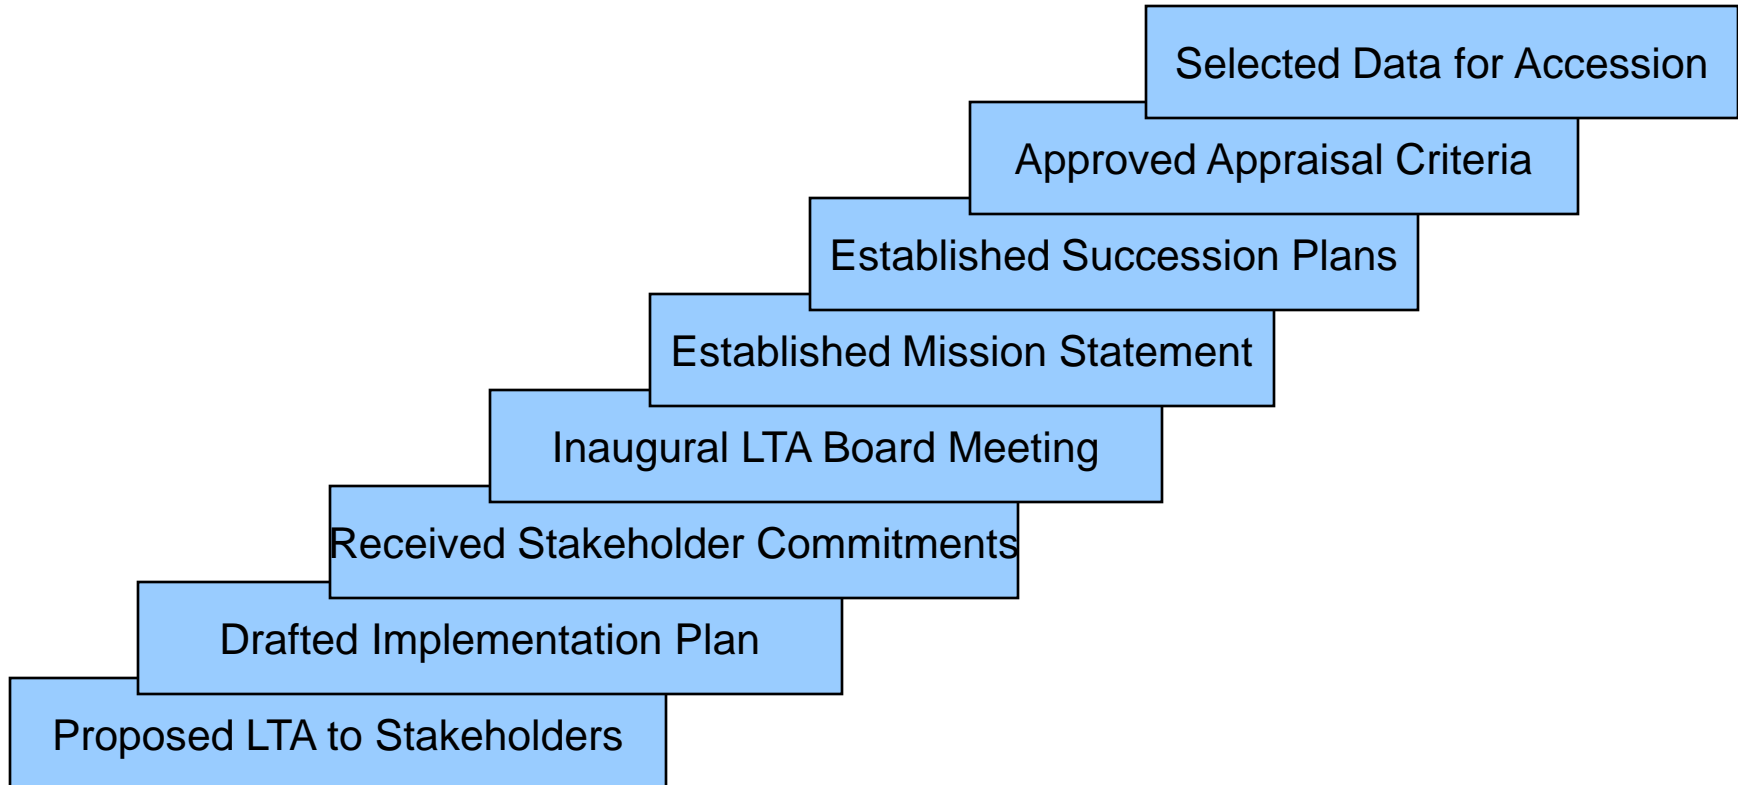 Selected Data for Accession
Approved Appraisal Criteria
Established Succession Plans
Established Mission Statement
Inaugural LTA Board Meeting
Received Stakeholder Commitments
Drafted Implementation Plan
Proposed LTA to Stakeholders